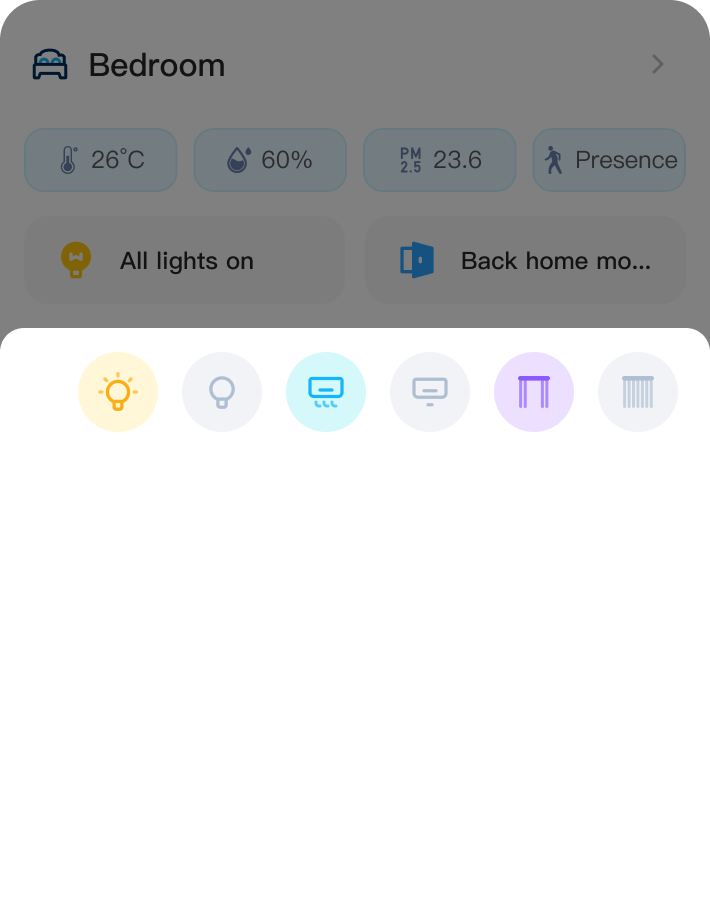 Bedroom
26°C
60%
PM
2.5
23.6
Presence
All lights on
Back home mo...